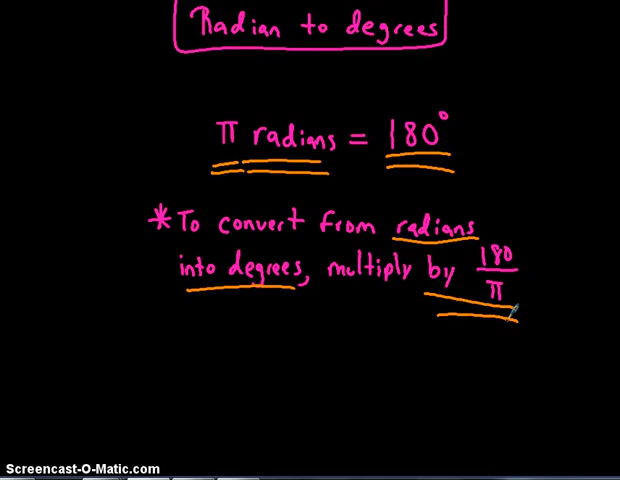 Radian to degrees
π radians = 180°
*To convert from radians
into degrees, multiply by 180/π
Screencast-O-Matic.com